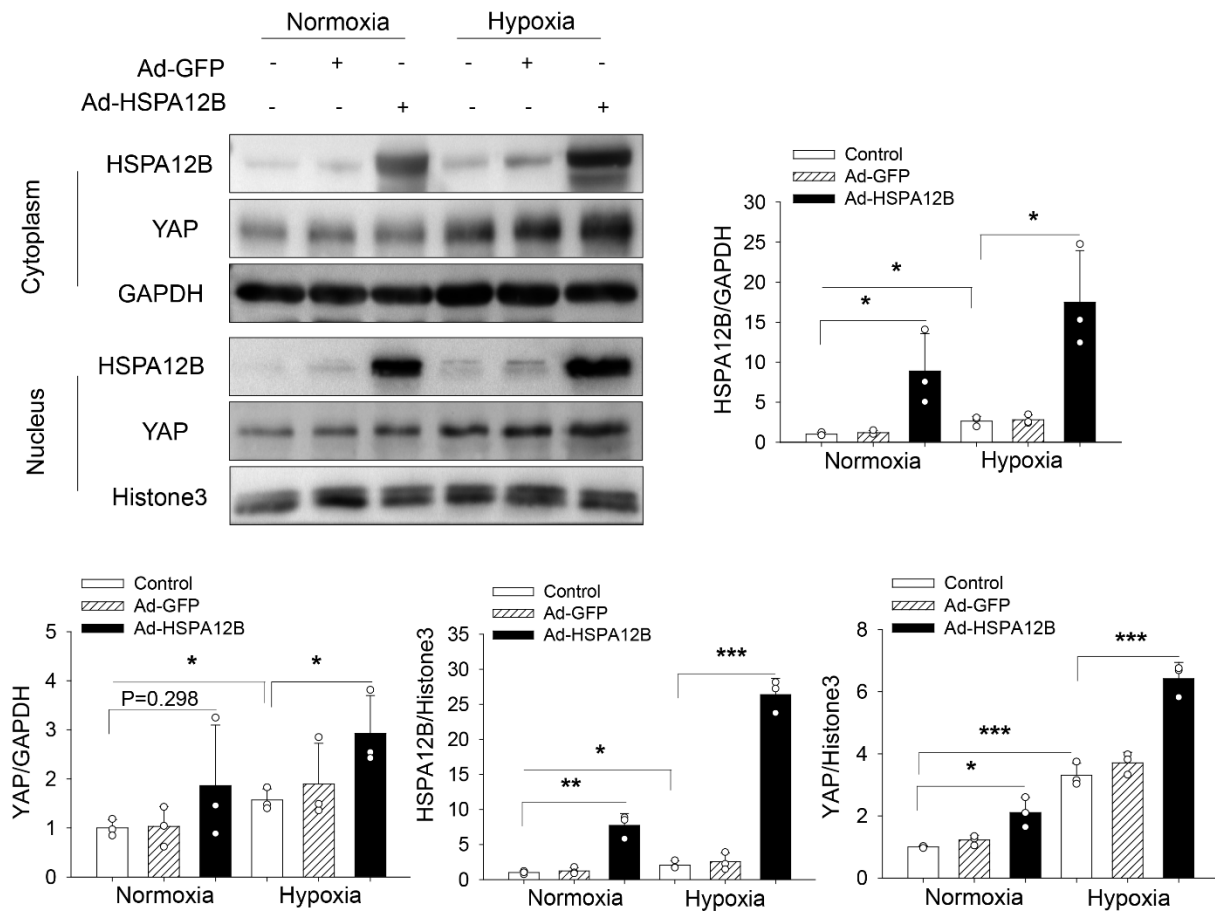 Normoxia Hypoxia
Ad-GFP - + - - + -
Ad-HSPA12B - - + - - +
Cytoplasm
HSPA12B
YAP
GAPDH
Nucleus
HSPA12B
YAP
Histone3
Control
Ad-GFP
Ad-HSPA12B
HSPA12B/GAPDH
30
25
20
15
10
5
0
*
*
*
Normoxia Hypoxia
Control
Ad-GFP
Ad-HSPA12B
YAP/GAPDH
5
4
3
2
1
0
* *
P=0.298
Normoxia Hypoxia
Control
Ad-GFP
Ad-HSPA12B
HSPA12B/Histone3
35
30
25
20
15
10
5
0
***
*
**
Normoxia Hypoxia
Control
Ad-GFP
Ad-HSPA12B
YAP/Histone3
8
6
4
2
0
***
***
*
Normoxia Hypoxia